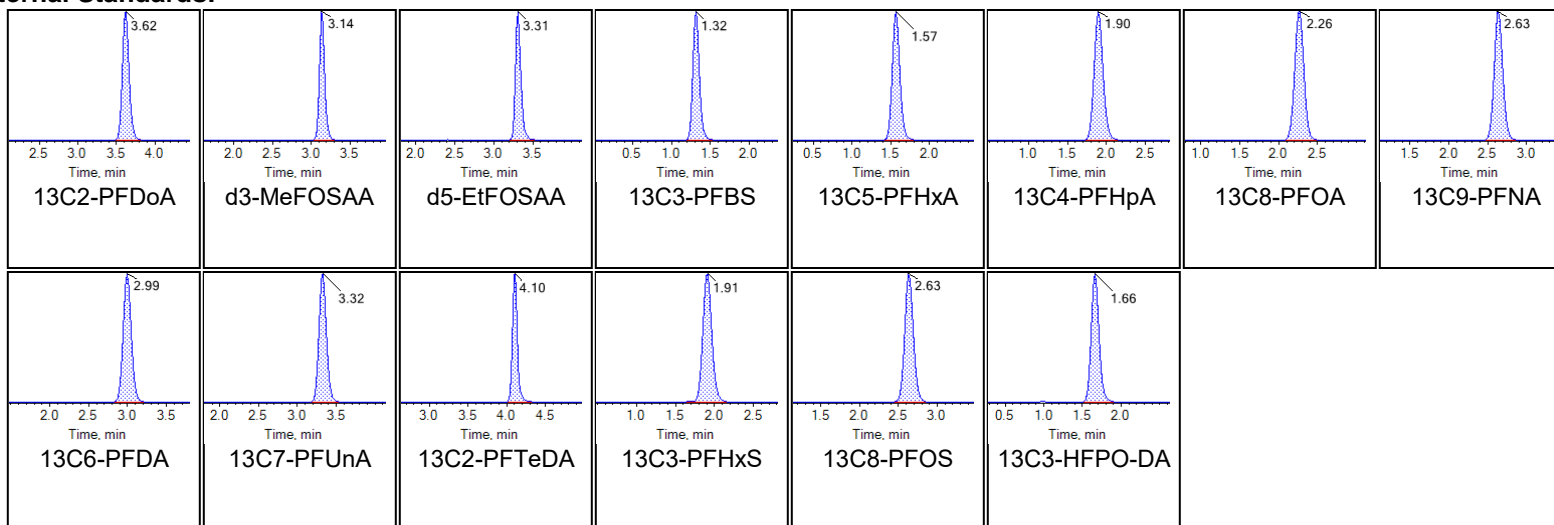 ternal Standards:
3.62 3.14 3.31 1.32 1.57 1.90 2.26 2.63
2.5 3.0 3.5 4.0 2.0 2.5 3.0 3.5 2.0 2.5 3.0 3.5 0.5 1.0 1.5 2.0 0.5 1.0 1.5 2.0 1.0 1.5 2.0 2.5 1.0 1.5 2.0 2.5 1.5 2.0 2.5 3.0
Time, min Time, min Time, min Time, min Time, min Time, min Time, min Time, min
13C2-PFDoA d3-MeFOSAA d5-EtFOSAA 13C3-PFBS 13C5-PFHxA 13C4-PFHpA 13C8-PFOA 13C9-PFNA
2.99 3.32 4.10 1.91 2.63 1.66
2.0 2.5 3.0 3.5 2.0 2.5 3.0 3.5 3.0 3.5 4.0 4.5 1.0 1.5 2.0 2.5 1.5 2.0 2.5 3.0 0.5 1.0 1.5 2.0
Time, min Time, min Time, min Time, min Time, min Time, min
13C6-PFDA 13C7-PFUnA 13C2-PFTeDA 13C3-PFHxS 13C8-PFOS 13C3-HFPO-DA